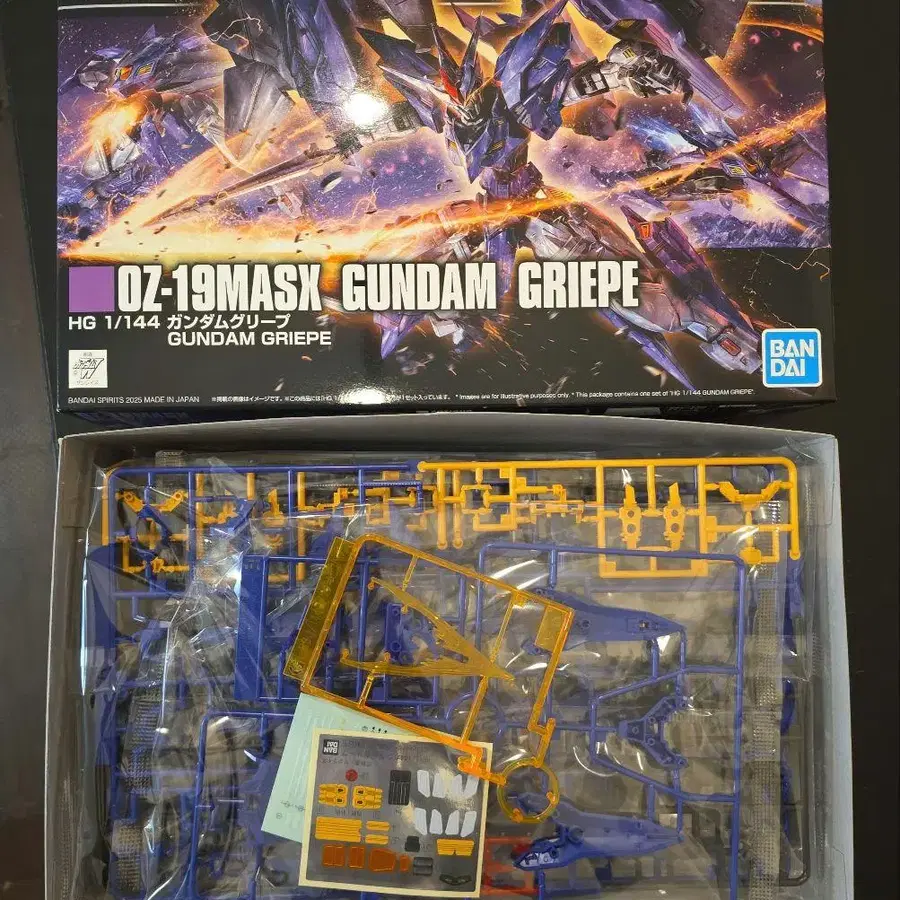 OZ-19MASX GUNDAM GRIEPE
HG 1/144 ガンダムグリープ
GUNDAM GRIEPE
BAN
DAI
BANDAI SPIRITS 2025 MADE IN JAPAN
* Images are for illustrative purposes only. * This package contains one set of "HG 1/144 GUNDAM GRIEPE".